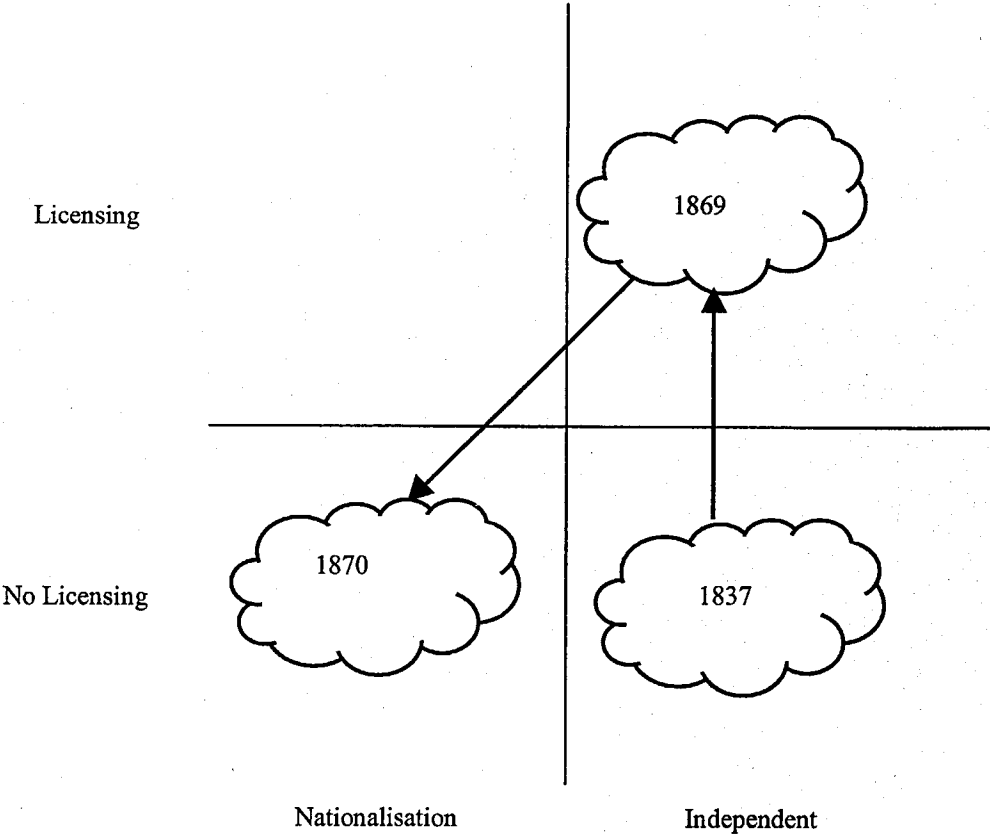 1869
Licensing
1870
No Licensing
1837
Nationalisation
Independent